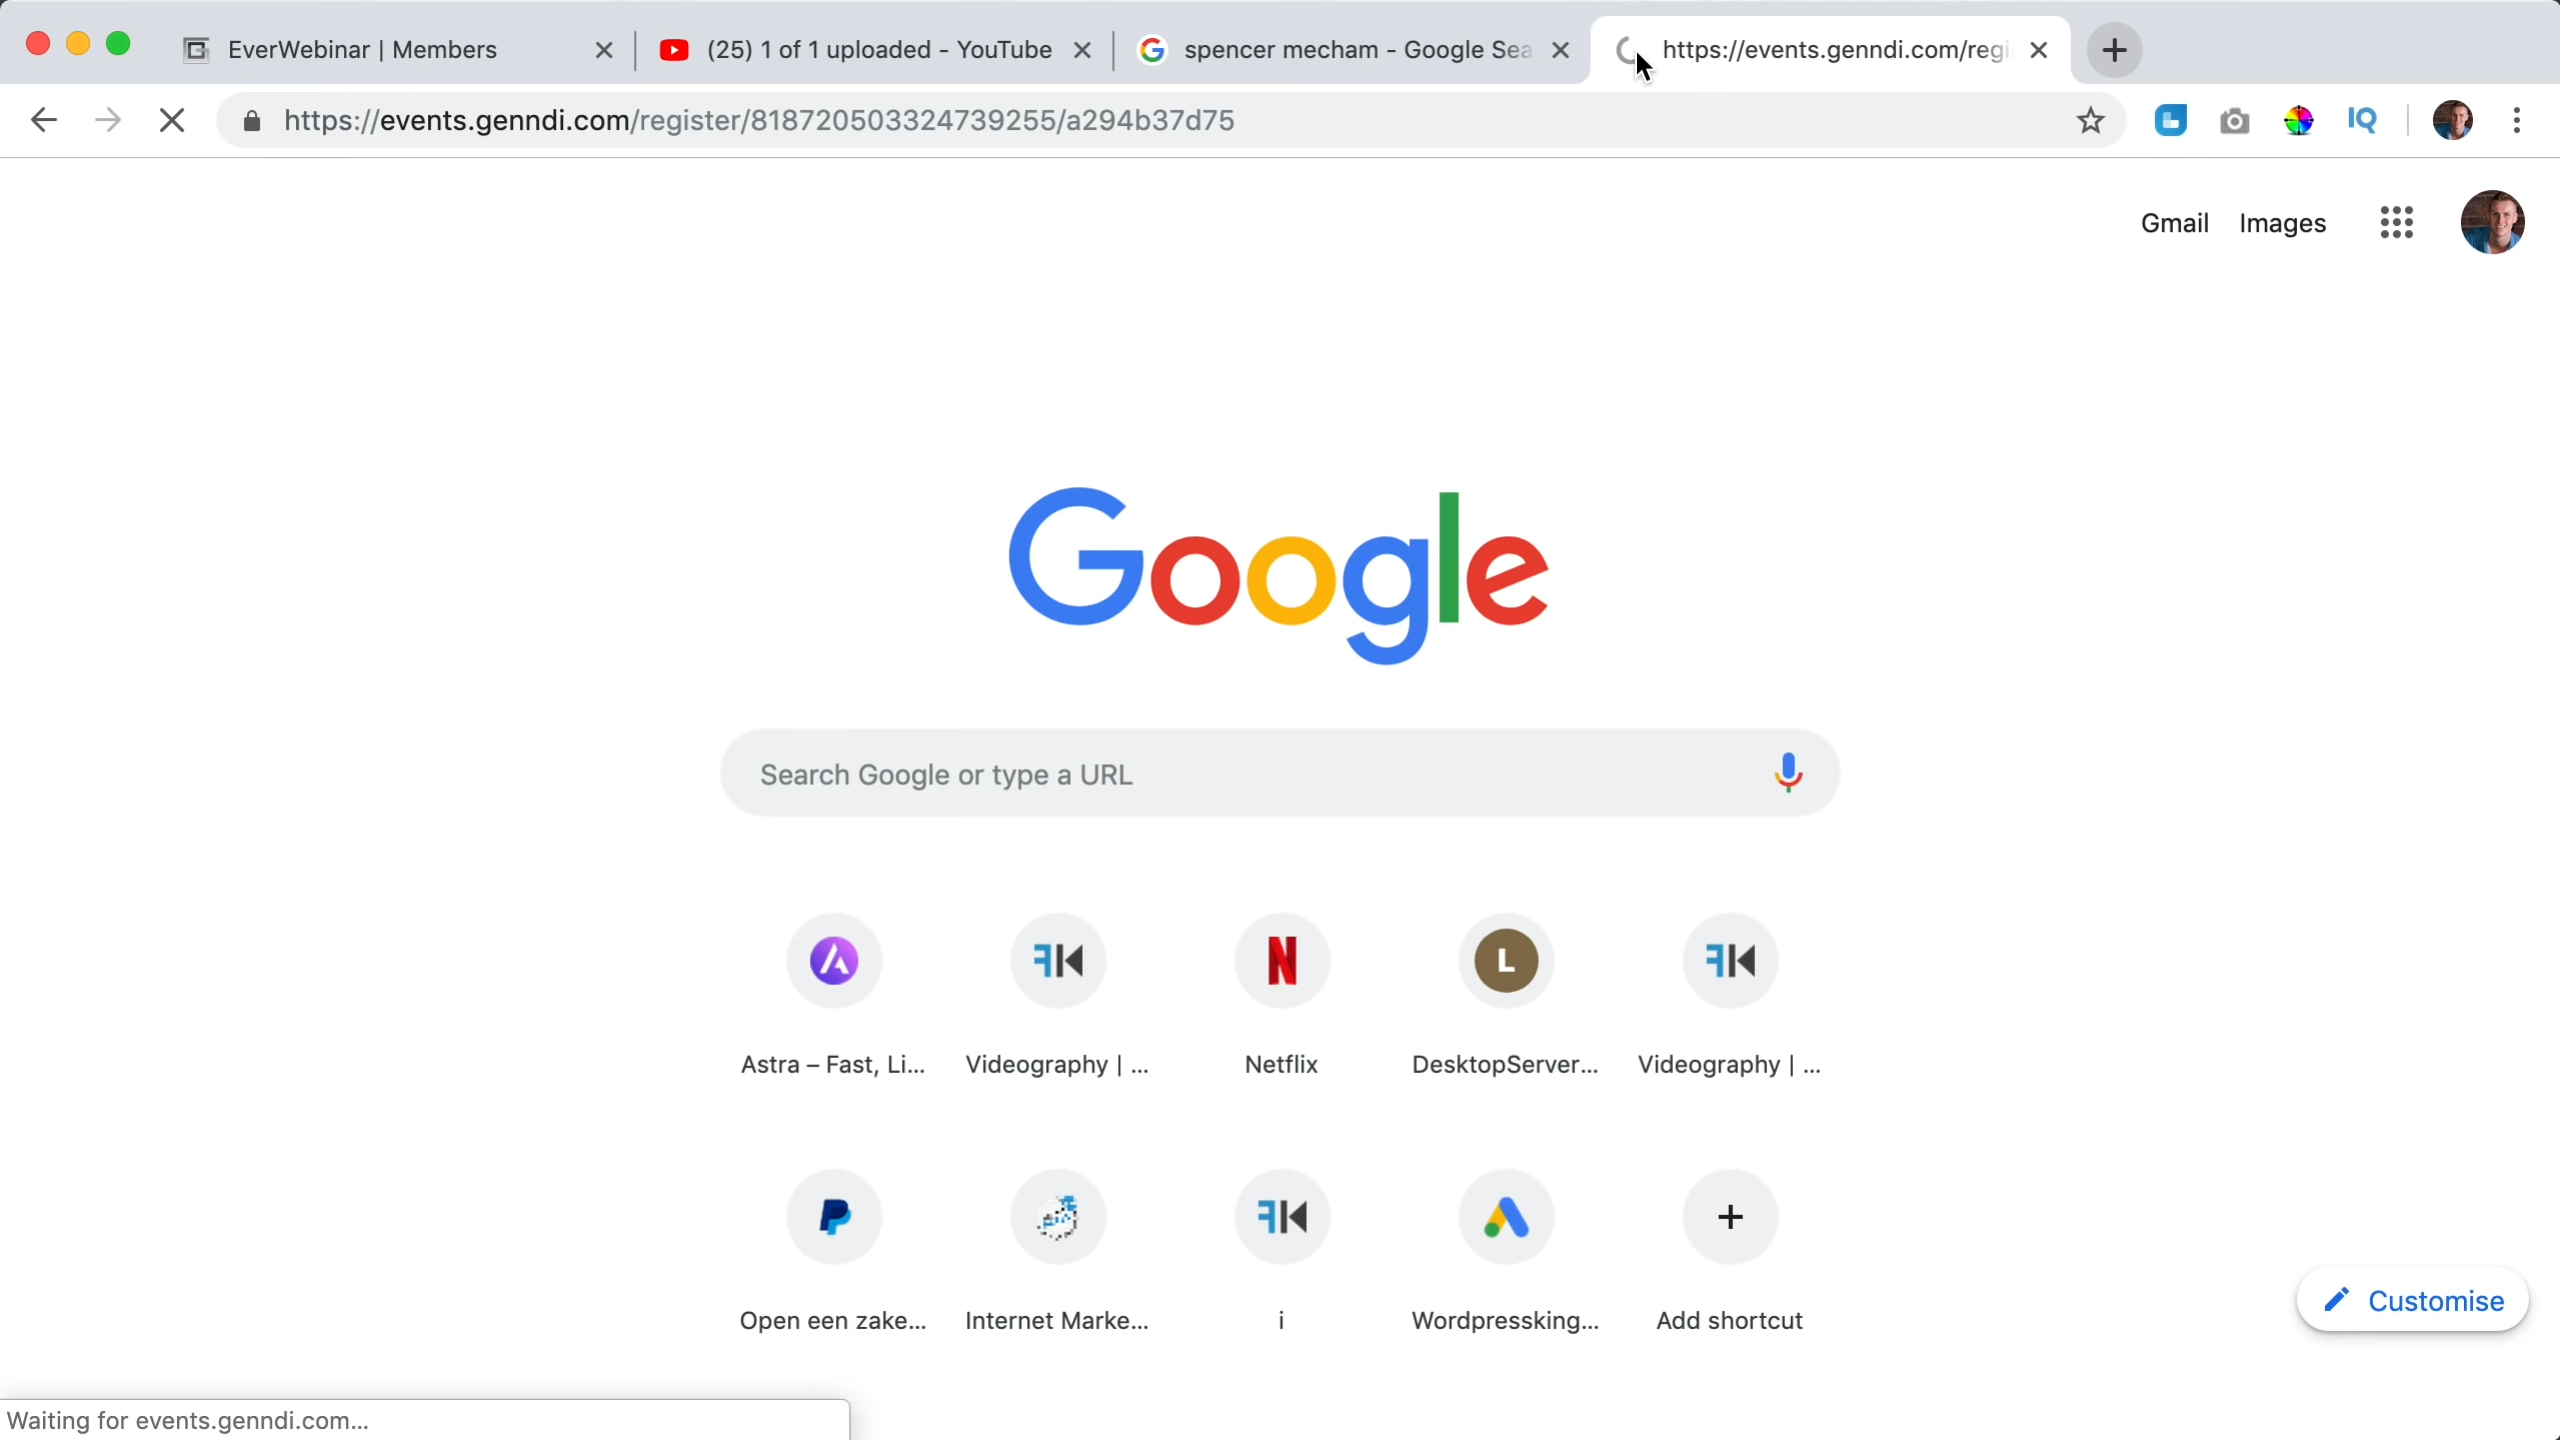 EverWebinar | Members
(25) 1 of 1 uploaded - YouTube
spencer mecham - Google Sea
https://events.genndi.com/regi
https://events.genndi.com/register/818720503324739255/a294b37d75
IQ
Gmail
Images
Google
Search Google or type a URL
L
Astra – Fast, Li...
Videography | ...
Netflix
DesktopServer...
Videography | ...
Open een zake...
Internet Marke...
i
Wordpressking...
Add shortcut
Customise
Waiting for events.genndi.com...